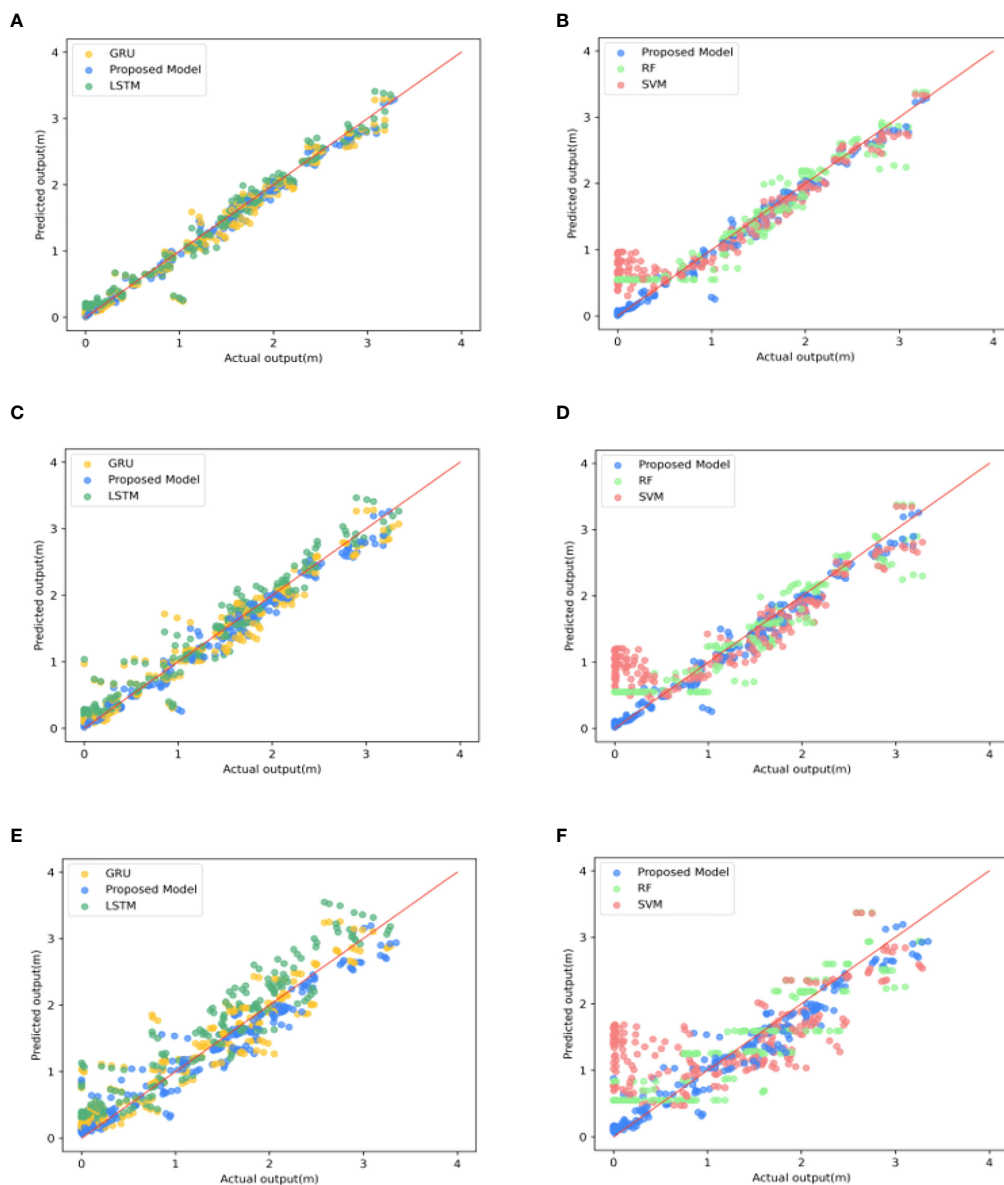 A
GRU
Proposed Model
LSTM
4
3
2
1
0
Predicted output(m)
0 1 2 3 4
Actual output(m)
B
Proposed Model
RF
SVM
4
3
2
1
0
Predicted output(m)
0 1 2 3 4
Actual output(m)
C
GRU
Proposed Model
LSTM
4
3
2
1
0
Predicted output(m)
0 1 2 3 4
Actual output(m)
D
Proposed Model
RF
SVM
4
3
2
1
0
Predicted output(m)
0 1 2 3 4
Actual output(m)
E
GRU
Proposed Model
LSTM
4
3
2
1
0
Predicted output(m)
0 1 2 3 4
Actual output(m)
F
Proposed Model
RF
SVM
4
3
2
1
0
Predicted output(m)
0 1 2 3 4
Actual output(m)